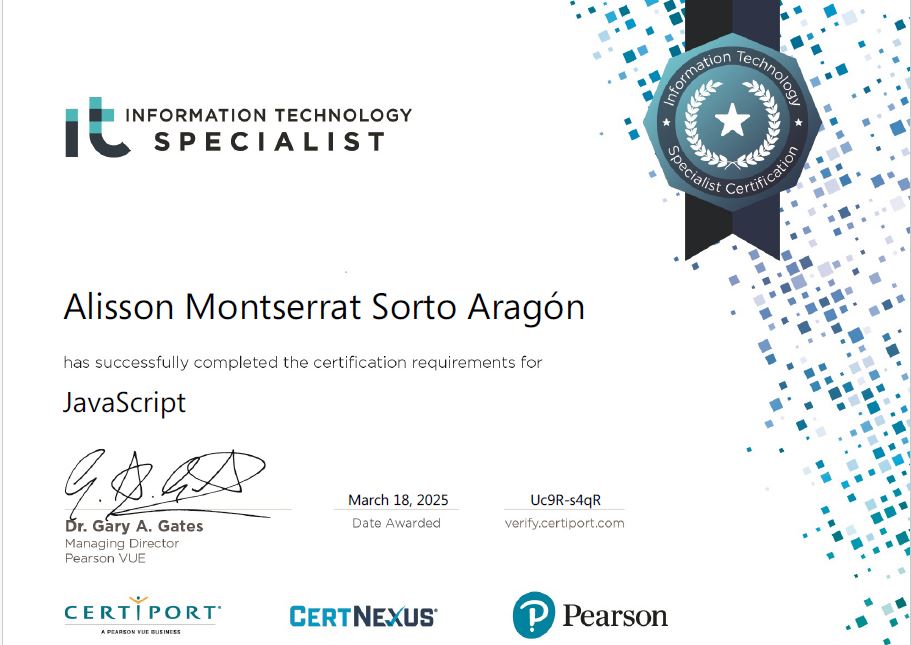 INFORMATION TECHNOLOGY
SPECIALIST
Information Technology
Specialist Certification
Alisson Montserrat Sorto Aragón
has successfully completed the certification requirements for
JavaScript
Dr. Gary A. Gates
Managing Director
Pearson VUE
March 18, 2025
Date Awarded
Uc9R-s4qR
verify.certiport.com
CERTIPORT®
A PEARSON VUE BUSINESS
CERTNEXUS®
Pearson